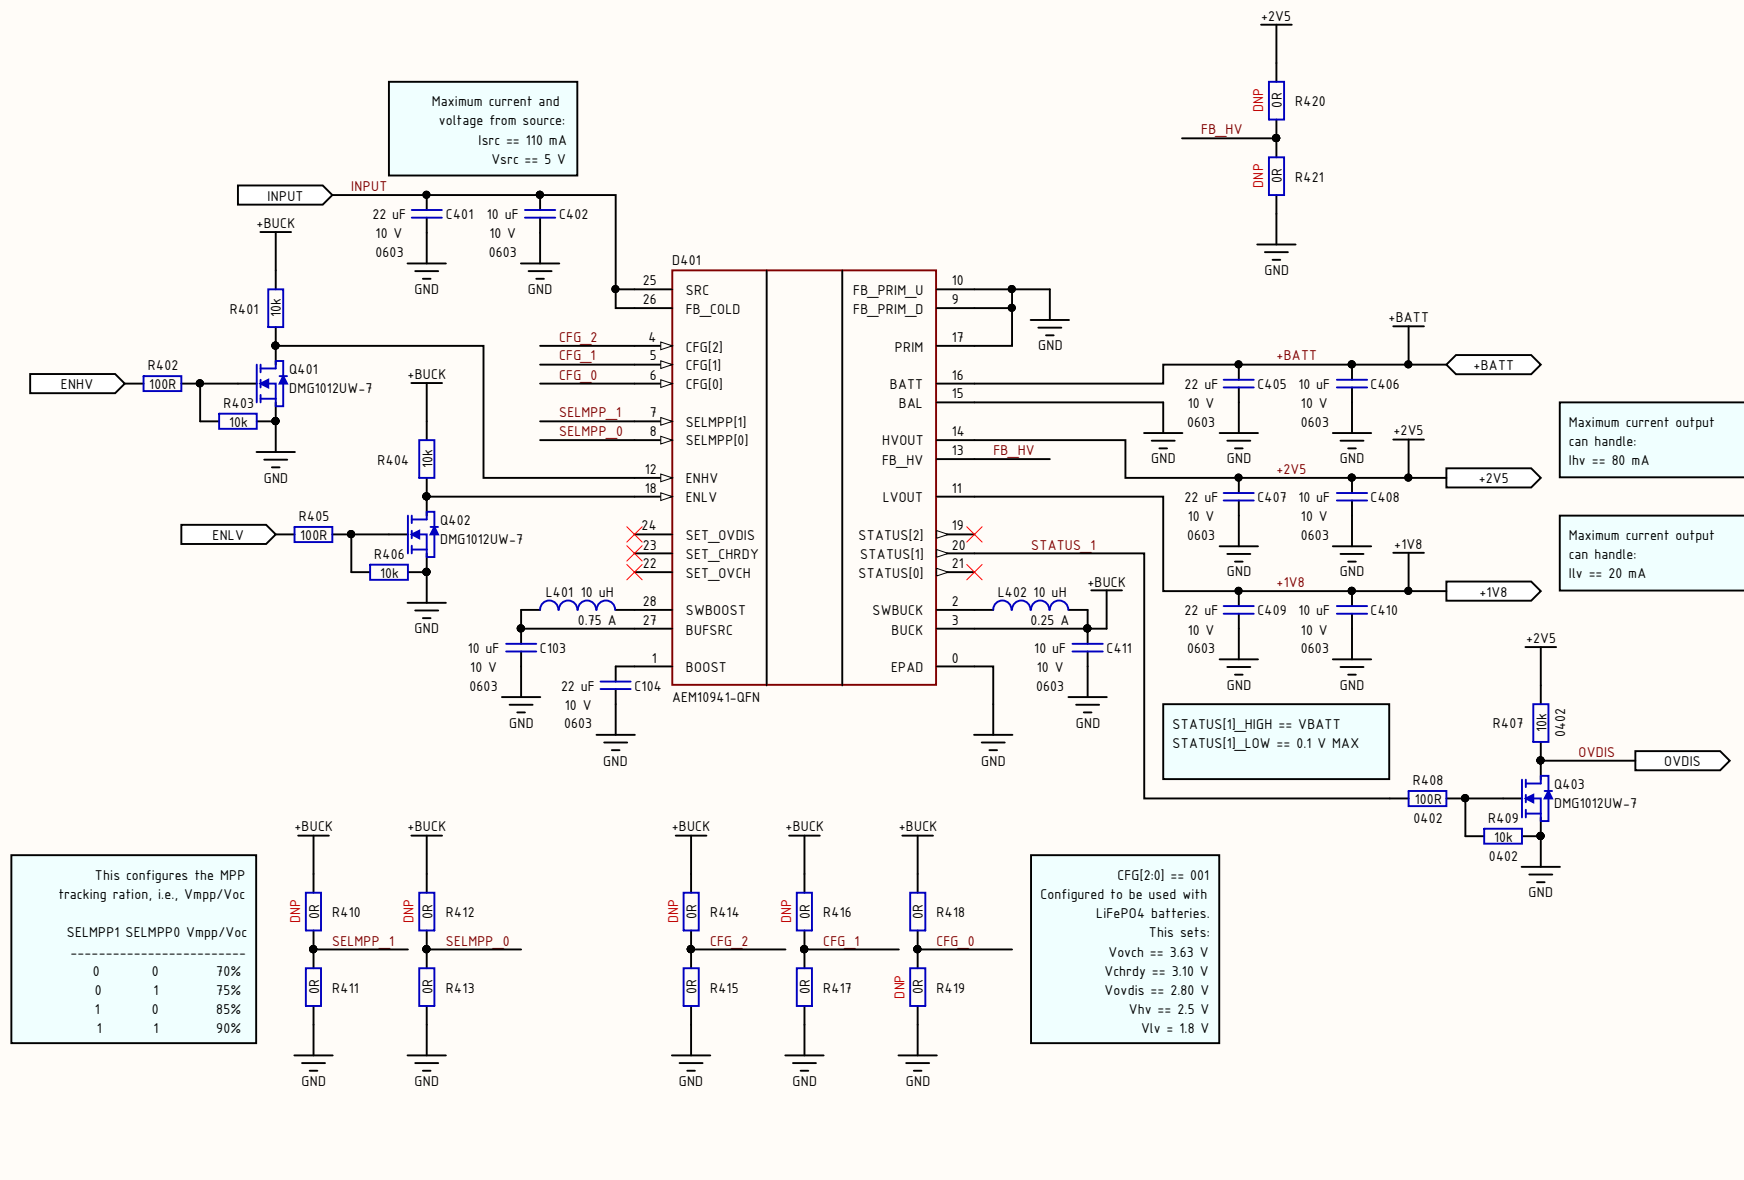 +2V5
DNP
0R
R420
FB_HV
DNP
0R
R421
GND
Maximum current and
voltage from source:
Isrc == 110 mA
Vsrc == 5 V
INPUT
INPUT
22 uF
C401
10 V
0603
GND
10 uF
C402
10 V
0603
GND
+BUCK
R401
10k
ENHV
R402
100R
R403
10k
Q401
DMG1012UW-7
GND
+BUCK
R404
10k
ENLV
R405
100R
R406
10k
Q402
DMG1012UW-7
GND
CFG_2
CFG_1
CFG_0
SELMPP_1
SELMPP_0
D401
25 SRC
26 FB_COLD
4 CFG[2]
5 CFG[1]
6 CFG[0]
7 SELMPP[1]
8 SELMPP[0]
12 ENHV
18 ENLV
24 SET_OVDIS
23 SET_CHRDY
22 SET_OVCH
28 SWBOOST
27 BUFSRC
1 BOOST
FB_PRIM_U 10
FB_PRIM_D 9
PRIM 17
BATT 16
BAL 15
HVOUT 14
FB_HV 13
LVOUT 11
STATUS[2] 19
STATUS[1] 20
STATUS[0] 21
SWBUCK 2
BUCK 3
EPAD 0
AEM10941-QFN
L401 10 uH
0.75 A
10 uF
C103
10 V
0603
GND
22 uF
C104
10 V
0603
GND
GND
GND
FB_HV
STATUS_1
L402 10 uH
0.25 A
+BUCK
10 uF
C411
10 V
0603
GND
GND
+BATT
+BATT
+BATT
22 uF
C405
10 V
0603
GND
10 uF
C406
10 V
0603
GND
+2V5
+2V5
+2V5
22 uF
C407
10 V
0603
GND
10 uF
C408
10 V
0603
GND
+1V8
+1V8
+1V8
22 uF
C409
10 V
0603
GND
10 uF
C410
10 V
0603
GND
Maximum current output
can handle:
Ihv == 80 mA
Maximum current output
can handle:
Ilv == 20 mA
STATUS[1]_HIGH == VBATT
STATUS[1]_LOW == 0.1 V MAX
+2V5
R407
10k
0402
OVDIS
OVDIS
R408
100R
0402
R409
10k
0402
Q403
DMG1012UW-7
GND
This configures the MPP
tracking ration, i.e., Vmpp/Voc
SELMPP1 SELMPP0 Vmpp/Voc
-------------------------
0 0 70%
0 1 75%
1 0 85%
1 1 90%
+BUCK
DNP
0R
R410
SELMPP_1
0R
R411
GND
+BUCK
DNP
0R
R412
SELMPP_0
0R
R413
GND
+BUCK
DNP
0R
R414
CFG_2
0R
R415
GND
+BUCK
DNP
0R
R416
CFG_1
0R
R417
GND
+BUCK
0R
R418
CFG_0
DNP
0R
R419
GND
CFG[2:0] == 001
Configured to be used with
LiFePO4 batteries.
This sets:
Vovch == 3.63 V
Vchrdy == 3.10 V
Vovdis == 2.80 V
Vhv == 2.5 V
Vlv = 1.8 V